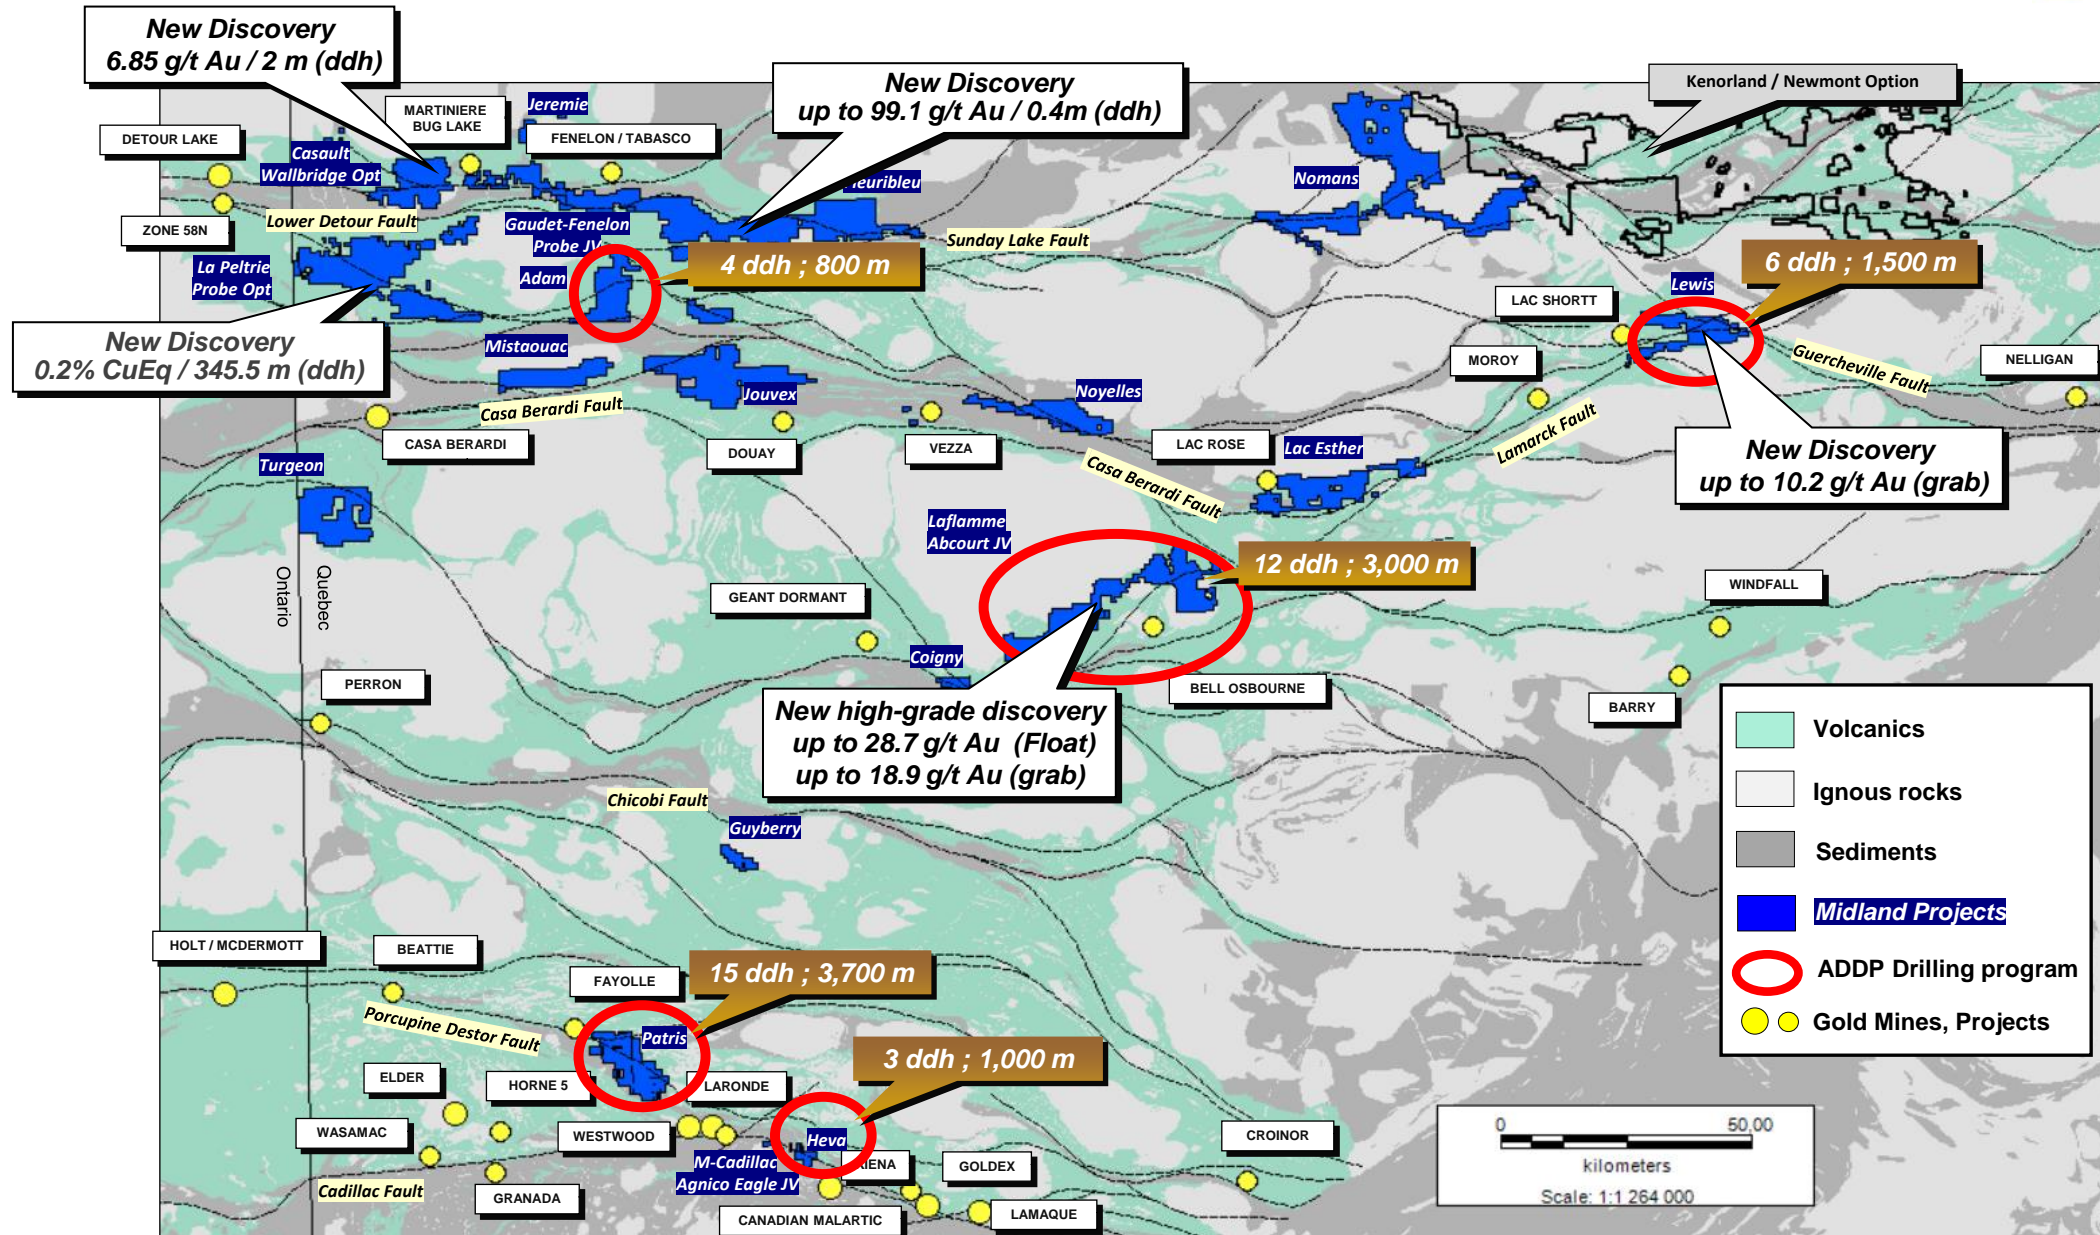 New Discovery
6.85 g/t Au / 2 m (ddh)
New Discovery
up to 99.1 g/t Au / 0.4m (ddh)
Kenorland / Newmont Option
MARTINIERE
BUG LAKE
Jeremie
DETOUR LAKE
FENELON / TABASCO
Casault
Wallbridge Opt
Nomans
Lower Detour Fault
ZONE 58N
Gaudet-Fenelon
Probe JV
Sunday Lake Fault
4 ddh ; 800 m
6 ddh ; 1,500 m
La Peltrie
Probe Opt
Adam
Lewis
LAC SHORTT
New Discovery
0.2% CuEq / 345.5 m (ddh)
Mistaouac
MOROY
Guercheville Fault
NELLIGAN
Jouvex
Noyelles
Casa Berardi Fault
CASA BERARDI
DOUAY
VEZZA
LAC ROSE
Lac Esther
Lamarck Fault
New Discovery
up to 10.2 g/t Au (grab)
Turgeon
Casa Berardi Fault
Laflamme
Abcourt JV
12 ddh ; 3,000 m
Ontario
Quebec
GEANT DORMANT
WINDFALL
Coigny
PERRON
BELL OSBOURNE
BARRY
New high-grade discovery
up to 28.7 g/t Au (Float)
up to 18.9 g/t Au (grab)
Chicobi Fault
Guyberry
Volcanics
Ignous rocks
Sediments
Midland Projects
ADDP Drilling program
Gold Mines, Projects
HOLT / MCDERMOTT
BEATTIE
FAYOLLE
15 ddh ; 3,700 m
Porcupine Destor Fault
Patris
3 ddh ; 1,000 m
ELDER
HORNE 5
LARONDE
WASAMAC
WESTWOOD
Heva
CROINOR
M-Cadillac
Agnico Eagle JV
GOLDEX
Cadillac Fault
GRANADA
CANADIAN MALARTIC
LAMAQUE
0 50,00
kilometers
Scale: 1:1 264 000